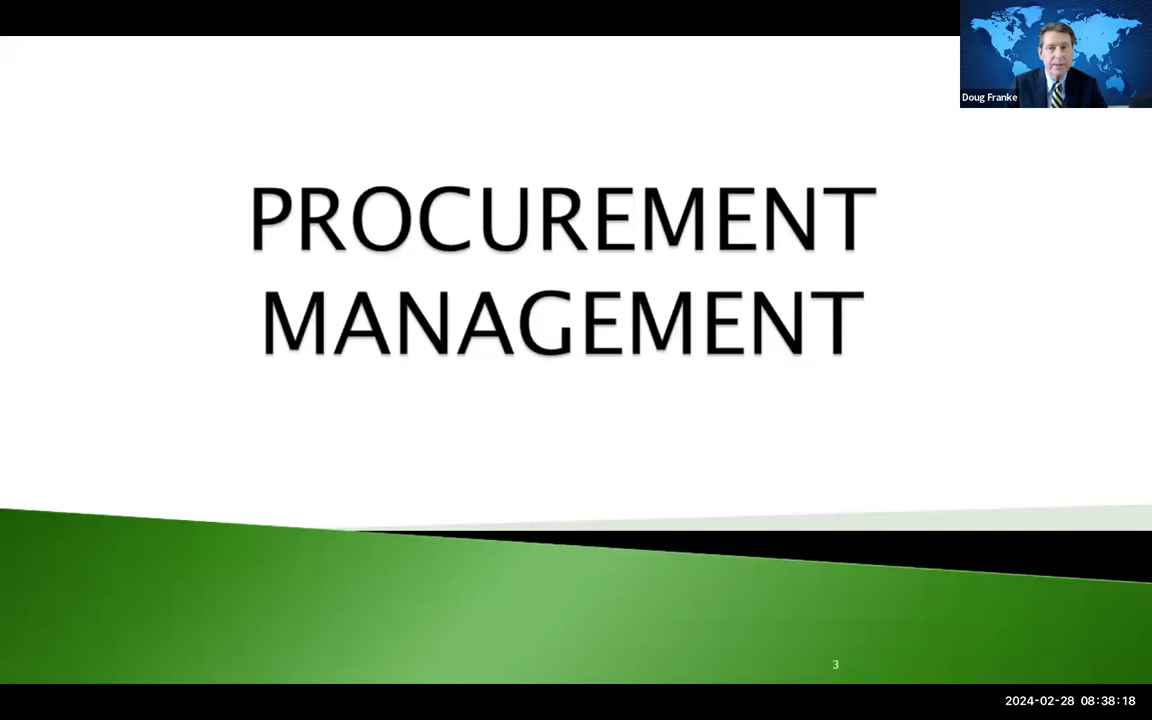 Doug Franke
PROCUREMENT
MANAGEMENT
3
2024-02-28 08:38:18